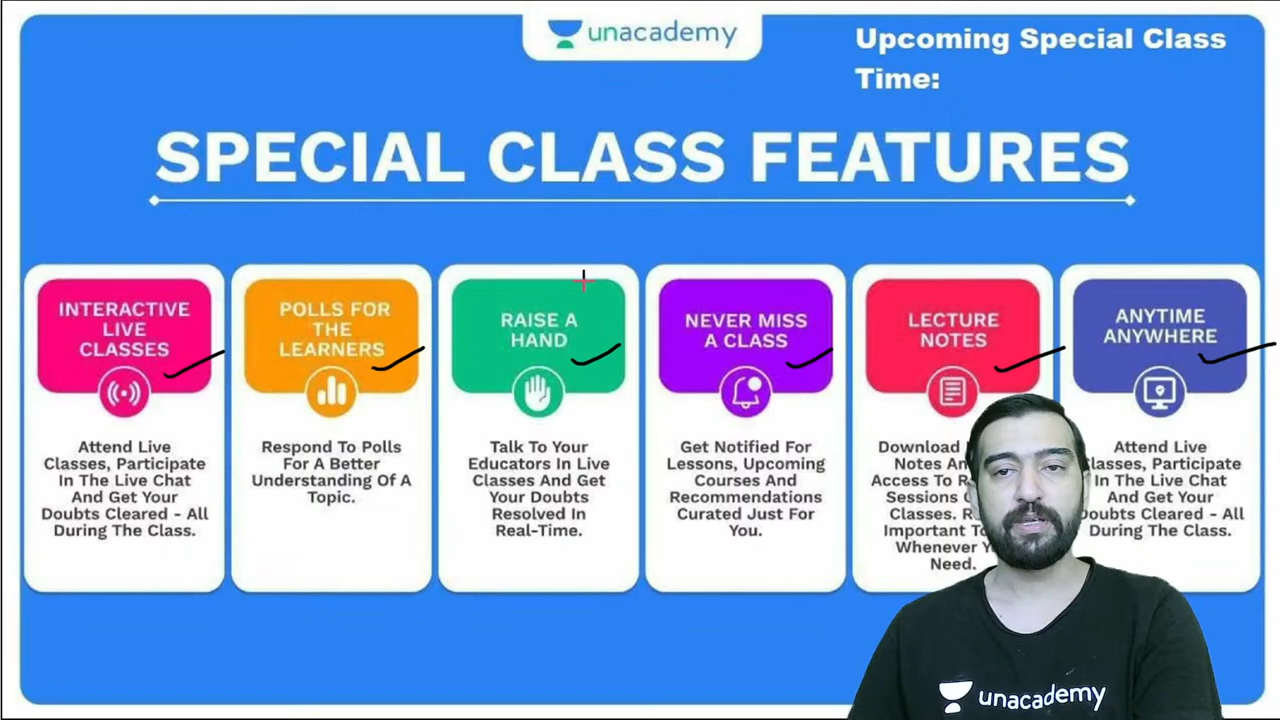 unacademy
Upcoming Special Class
Time:
SPECIAL CLASS FEATURES
INTERACTIVE
LIVE
CLASSES
Attend Live
Classes, Participate
In The Live Chat
And Get Your
Doubts Cleared - All
During The Class.
POLLS FOR
THE
LEARNERS
Respond To Polls
For A Better
Understanding Of A
Topic.
RAISE A
HAND
Talk To Your
Educators In Live
Classes And Get
Your Doubts
Resolved In
Real-Time.
NEVER MISS
A CLASS
Get Notified For
Lessons, Upcoming
Courses And
Recommendations
Curated Just For
You.
LECTURE
NOTES
Download
Notes
Access To
Sessions
Classes.
Important
Whenever
Need.
ANYTIME
ANYWHERE
Attend Live
Classes, Participate
In The Live Chat
And Get Your
Doubts Cleared - All
During The Class.
unacademy